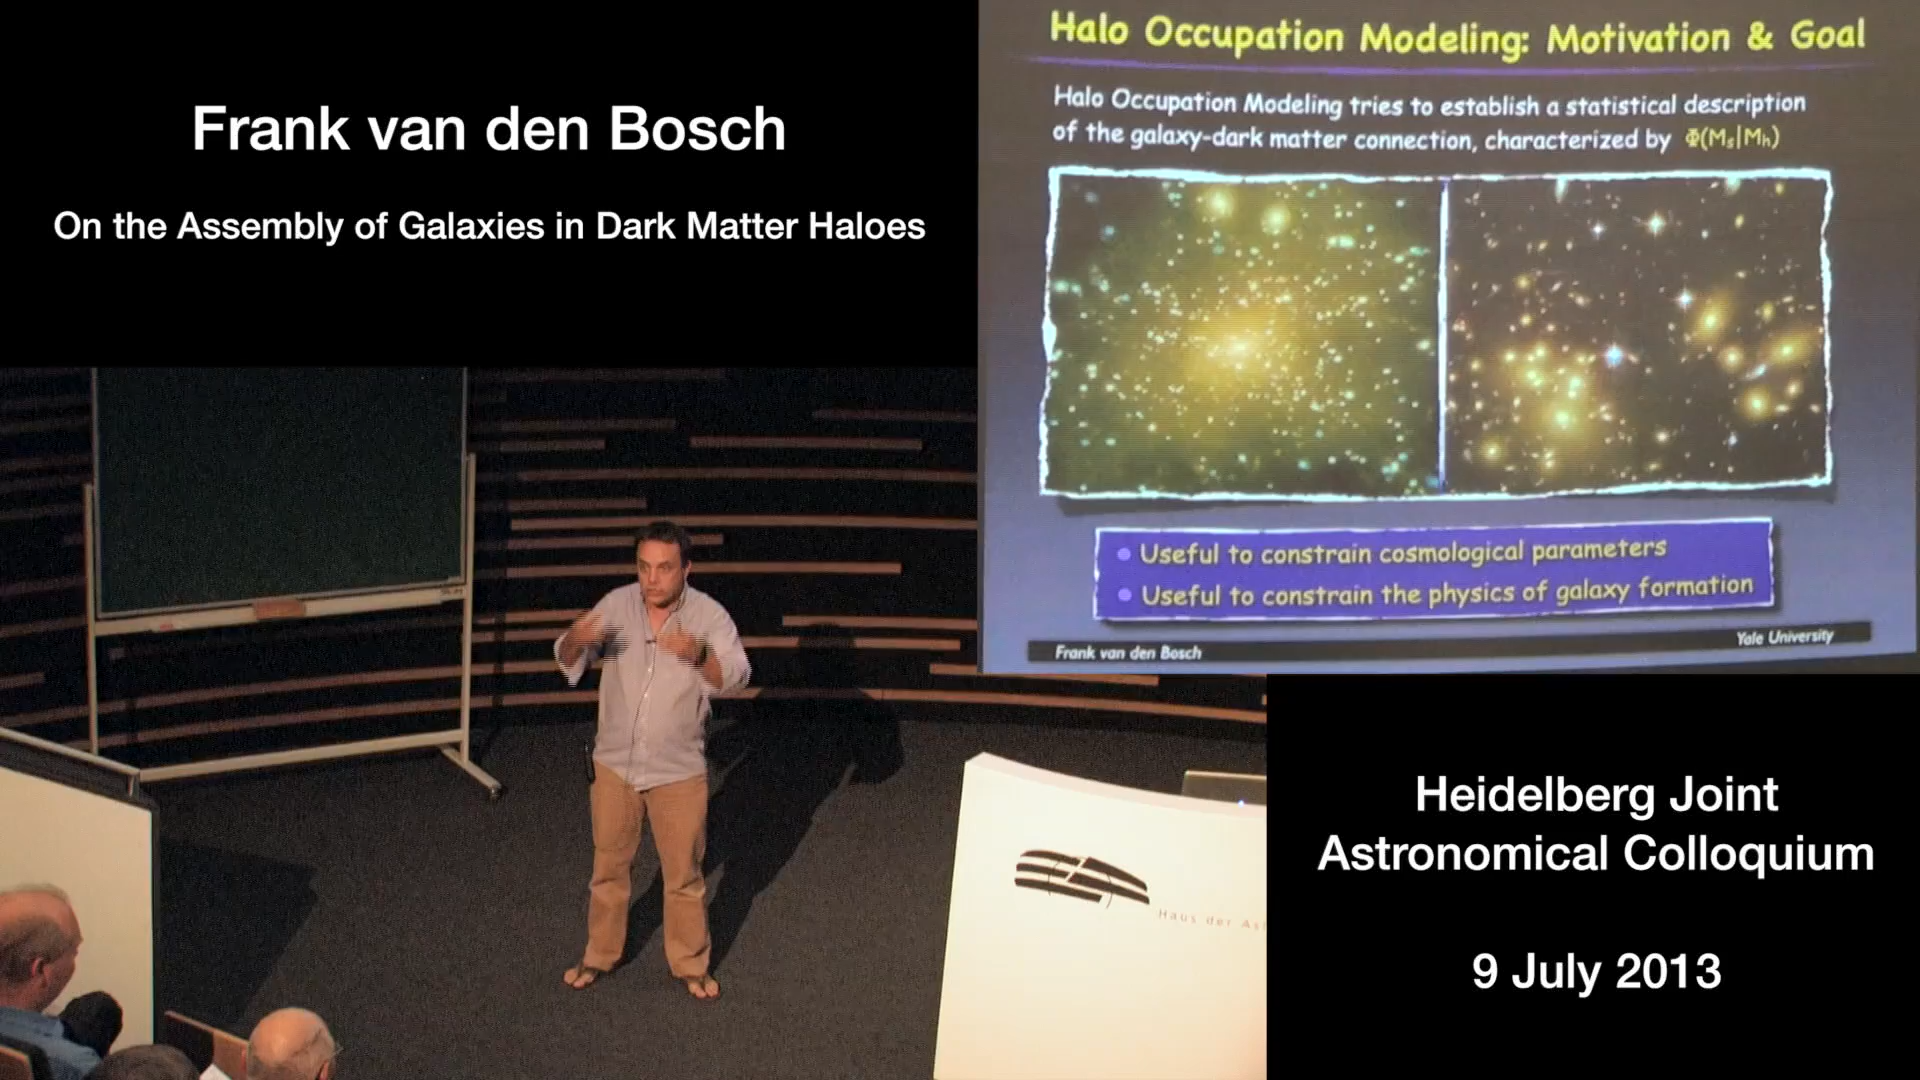 Frank van den Bosch
On the Assembly of Galaxies in Dark Matter Haloes
Halo Occupation Modeling: Motivation & Goal
Halo Occupation Modeling tries to establish a statistical description
of the galaxy-dark matter connection, characterized by Φ(Ms|Mh)
Useful to constrain cosmological parameters
Useful to constrain the physics of galaxy formation
Frank van den Bosch
Yale University
Haus der Ast
Heidelberg Joint
Astronomical Colloquium
9 July 2013